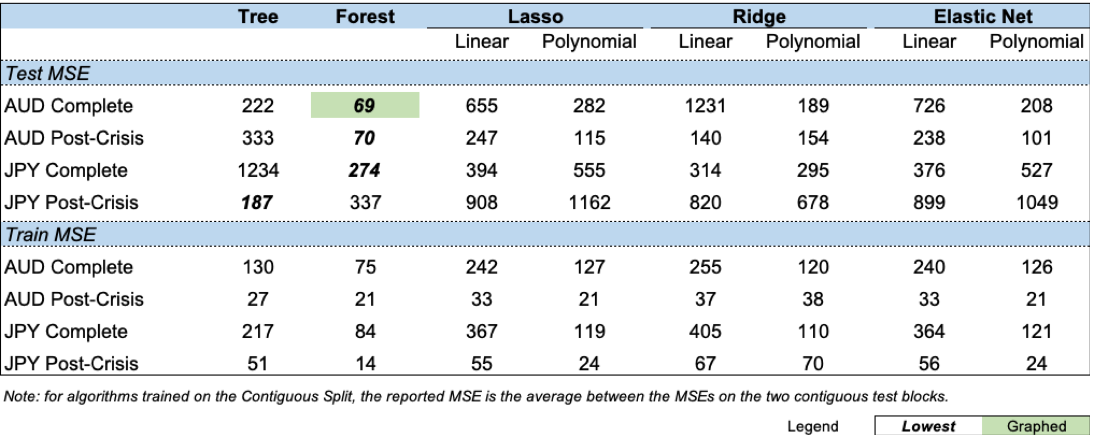 Tree Forest Lasso Ridge Elastic Net
Linear Polynomial Linear Polynomial Linear Polynomial
Test MSE
AUD Complete 222 69 655 282 1231 189 726 208
AUD Post-Crisis 333 70 247 115 140 154 238 101
JPY Complete 1234 274 394 555 314 295 376 527
JPY Post-Crisis 187 337 908 1162 820 678 899 1049
Train MSE
AUD Complete 130 75 242 127 255 120 240 126
AUD Post-Crisis 27 21 33 21 37 38 33 21
JPY Complete 217 84 367 119 405 110 364 121
JPY Post-Crisis 51 14 55 24 67 70 56 24
Note: for algorithms trained on the Contiguous Split, the reported MSE is the average between the MSEs on the two contiguous test blocks.
Legend Lowest Graphed